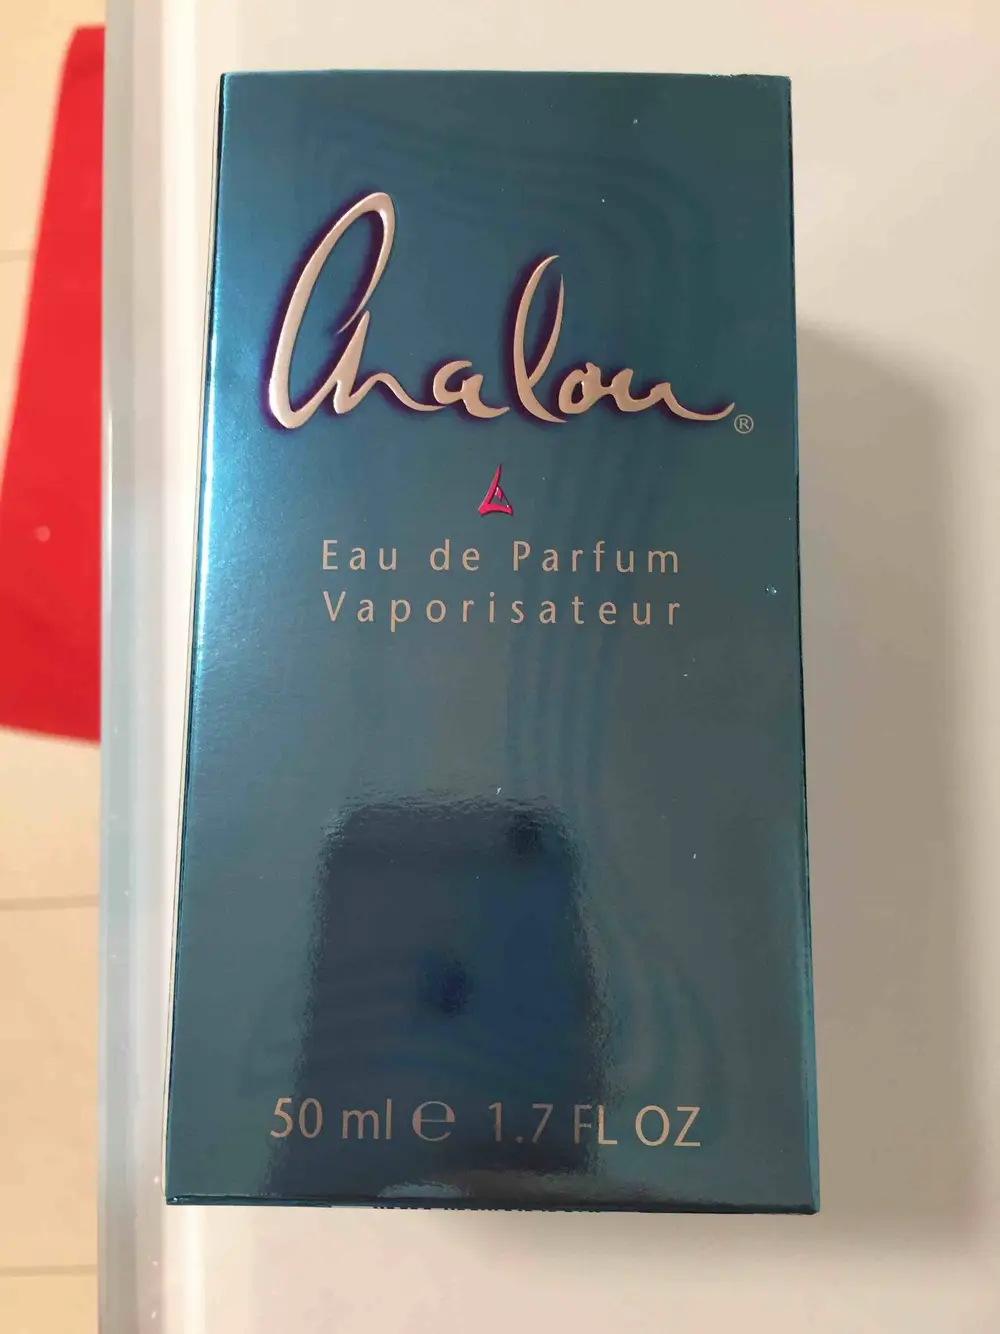 Chalou ®
Eau de Parfum
Vaporisateur
50 ml ℮ 1.7 FL OZ